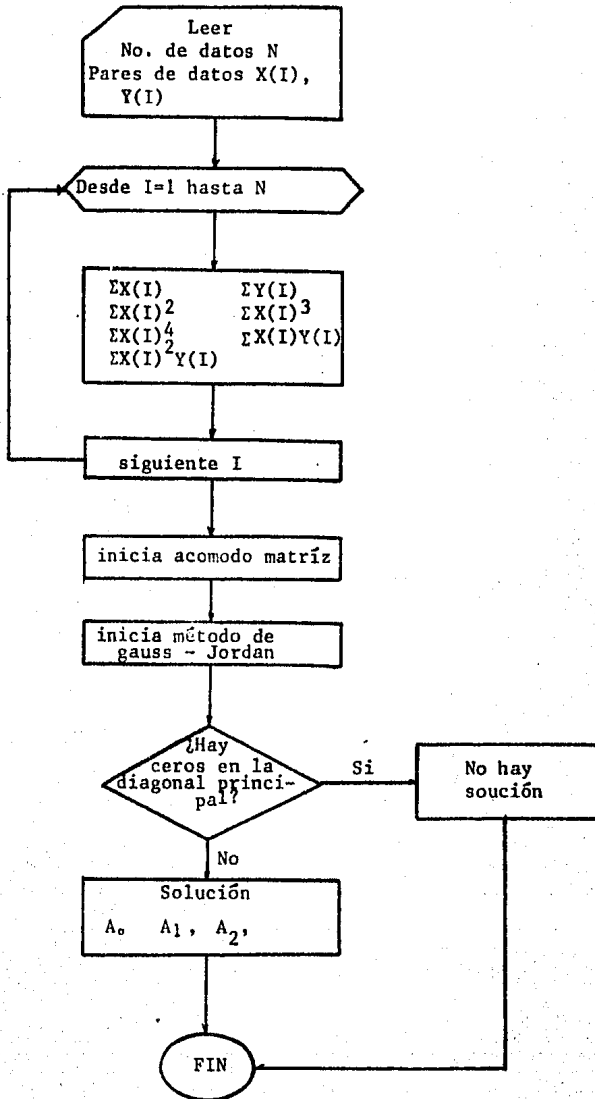 Leer
No. de datos N
Pares de datos X(I),
Y(I)
Desde I=1 hasta N
ΣX(I) ΣY(I)
ΣX(I)² ΣX(I)³
ΣX(I)⁴ ΣX(I)Y(I)
ΣX(I)²Y(I)
siguiente I
inicia acomodo matríz
inicia método de
gauss - Jordan
¿Hay
ceros en la
diagonal princi-
pal?
Si
No hay
soución
No
Solución
A₀ A₁, A₂,
FIN